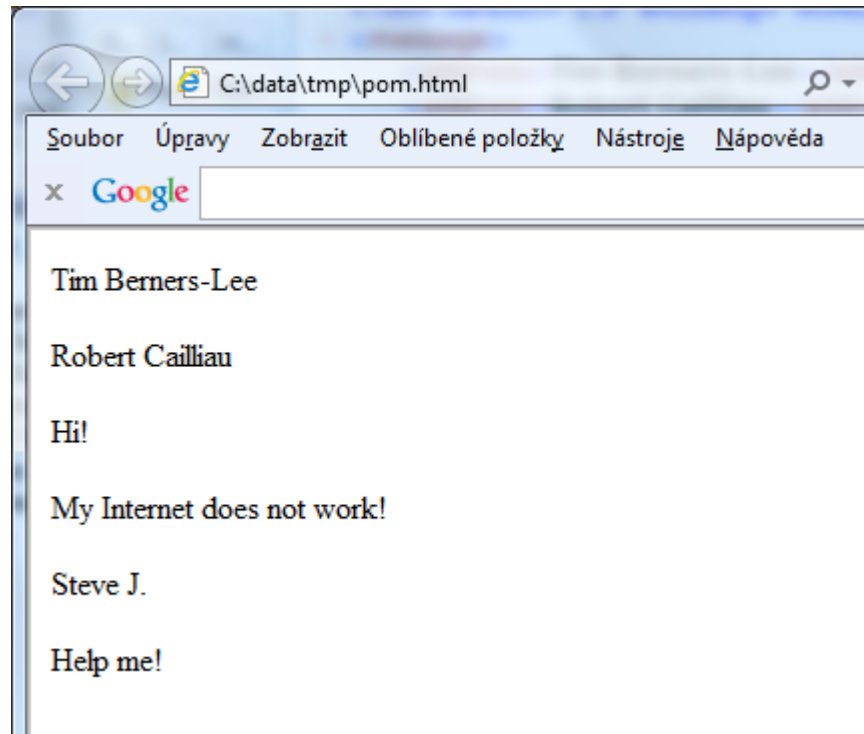 C:\data\tmp\pom.html
Soubor Úpravy Zobrazit Oblíbené položky Nástroje Nápověda
x Google
Tim Berners-Lee
Robert Cailliau
Hi!
My Internet does not work!
Steve J.
Help me!